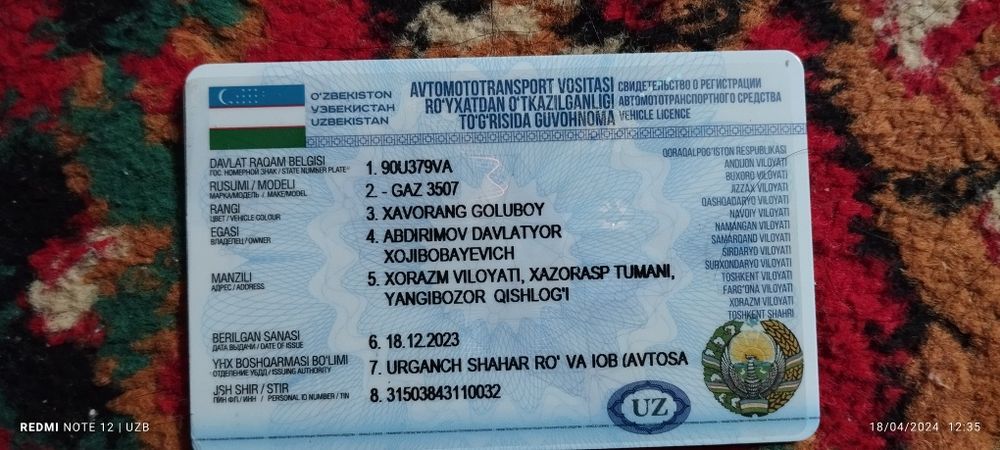 O'ZBEKISTON
УЗБЕКИСТАН
UZBEKISTAN
AVTOMOTOTRANSPORT VOSITASI
RO'YXATDAN O'TKAZILGANLIGI
TO'G'RISIDA GUVOHNOMA
СВИДЕТЕЛЬСТВО О РЕГИСТРАЦИИ
АВТОМОТОТРАНСПОРТНОГО СРЕДСТВА
VEHICLE LICENCE
DAVLAT RAQAM BELGISI
ГОС. НОМЕРНОЙ ЗНАК / STATE NUMBER PLATE
1. 90U379VA
RUSUMI / MODELI
МАРКА/МОДЕЛЬ / MAKE/MODEL
2. - GAZ 3507
RANGI
ЦВЕТ / VEHICLE COLOUR
3. XAVORANG GOLUBOY
EGASI
ВЛАДЕЛЕЦ / OWNER
4. ABDIRIMOV DAVLATYOR
XOJIBOBAYEVICH
MANZILI
АДРЕС / ADDRESS
5. XORAZM VILOYATI, XAZORASP TUMANI,
YANGIBOZOR QISHLOG'I
BERILGAN SANASI
ДАТА ВЫДАЧИ / DATE OF ISSUE
6. 18.12.2023
YHX BOSHQARMASI BO'LIMI
ОТДЕЛЕНИЕ УБДД / ISSUING AUTHORITY
7. URGANCH SHAHAR RO' VA IOB (AVTOSA
JSH SHIR / STIR
ПИН ФЛ / ИНН / PERSONAL ID NUMBER / TIN
8. 31503843110032
QORAQALPOG'ISTON RESPUBLIKASI
ANDIJON VILOYATI
BUXORO VILOYATI
JIZZAX VILOYATI
QASHQADARYO VILOYATI
NAVOIY VILOYATI
NAMANGAN VILOYATI
SAMARQAND VILOYATI
SIRDARYO VILOYATI
SURXONDARYO VILOYATI
TOSHKENT VILOYATI
FARG'ONA VILOYATI
XORAZM VILOYATI
TOSHKENT SHAHRI
UZ
REDMI NOTE 12 | UZB
18/04/2024 12:35